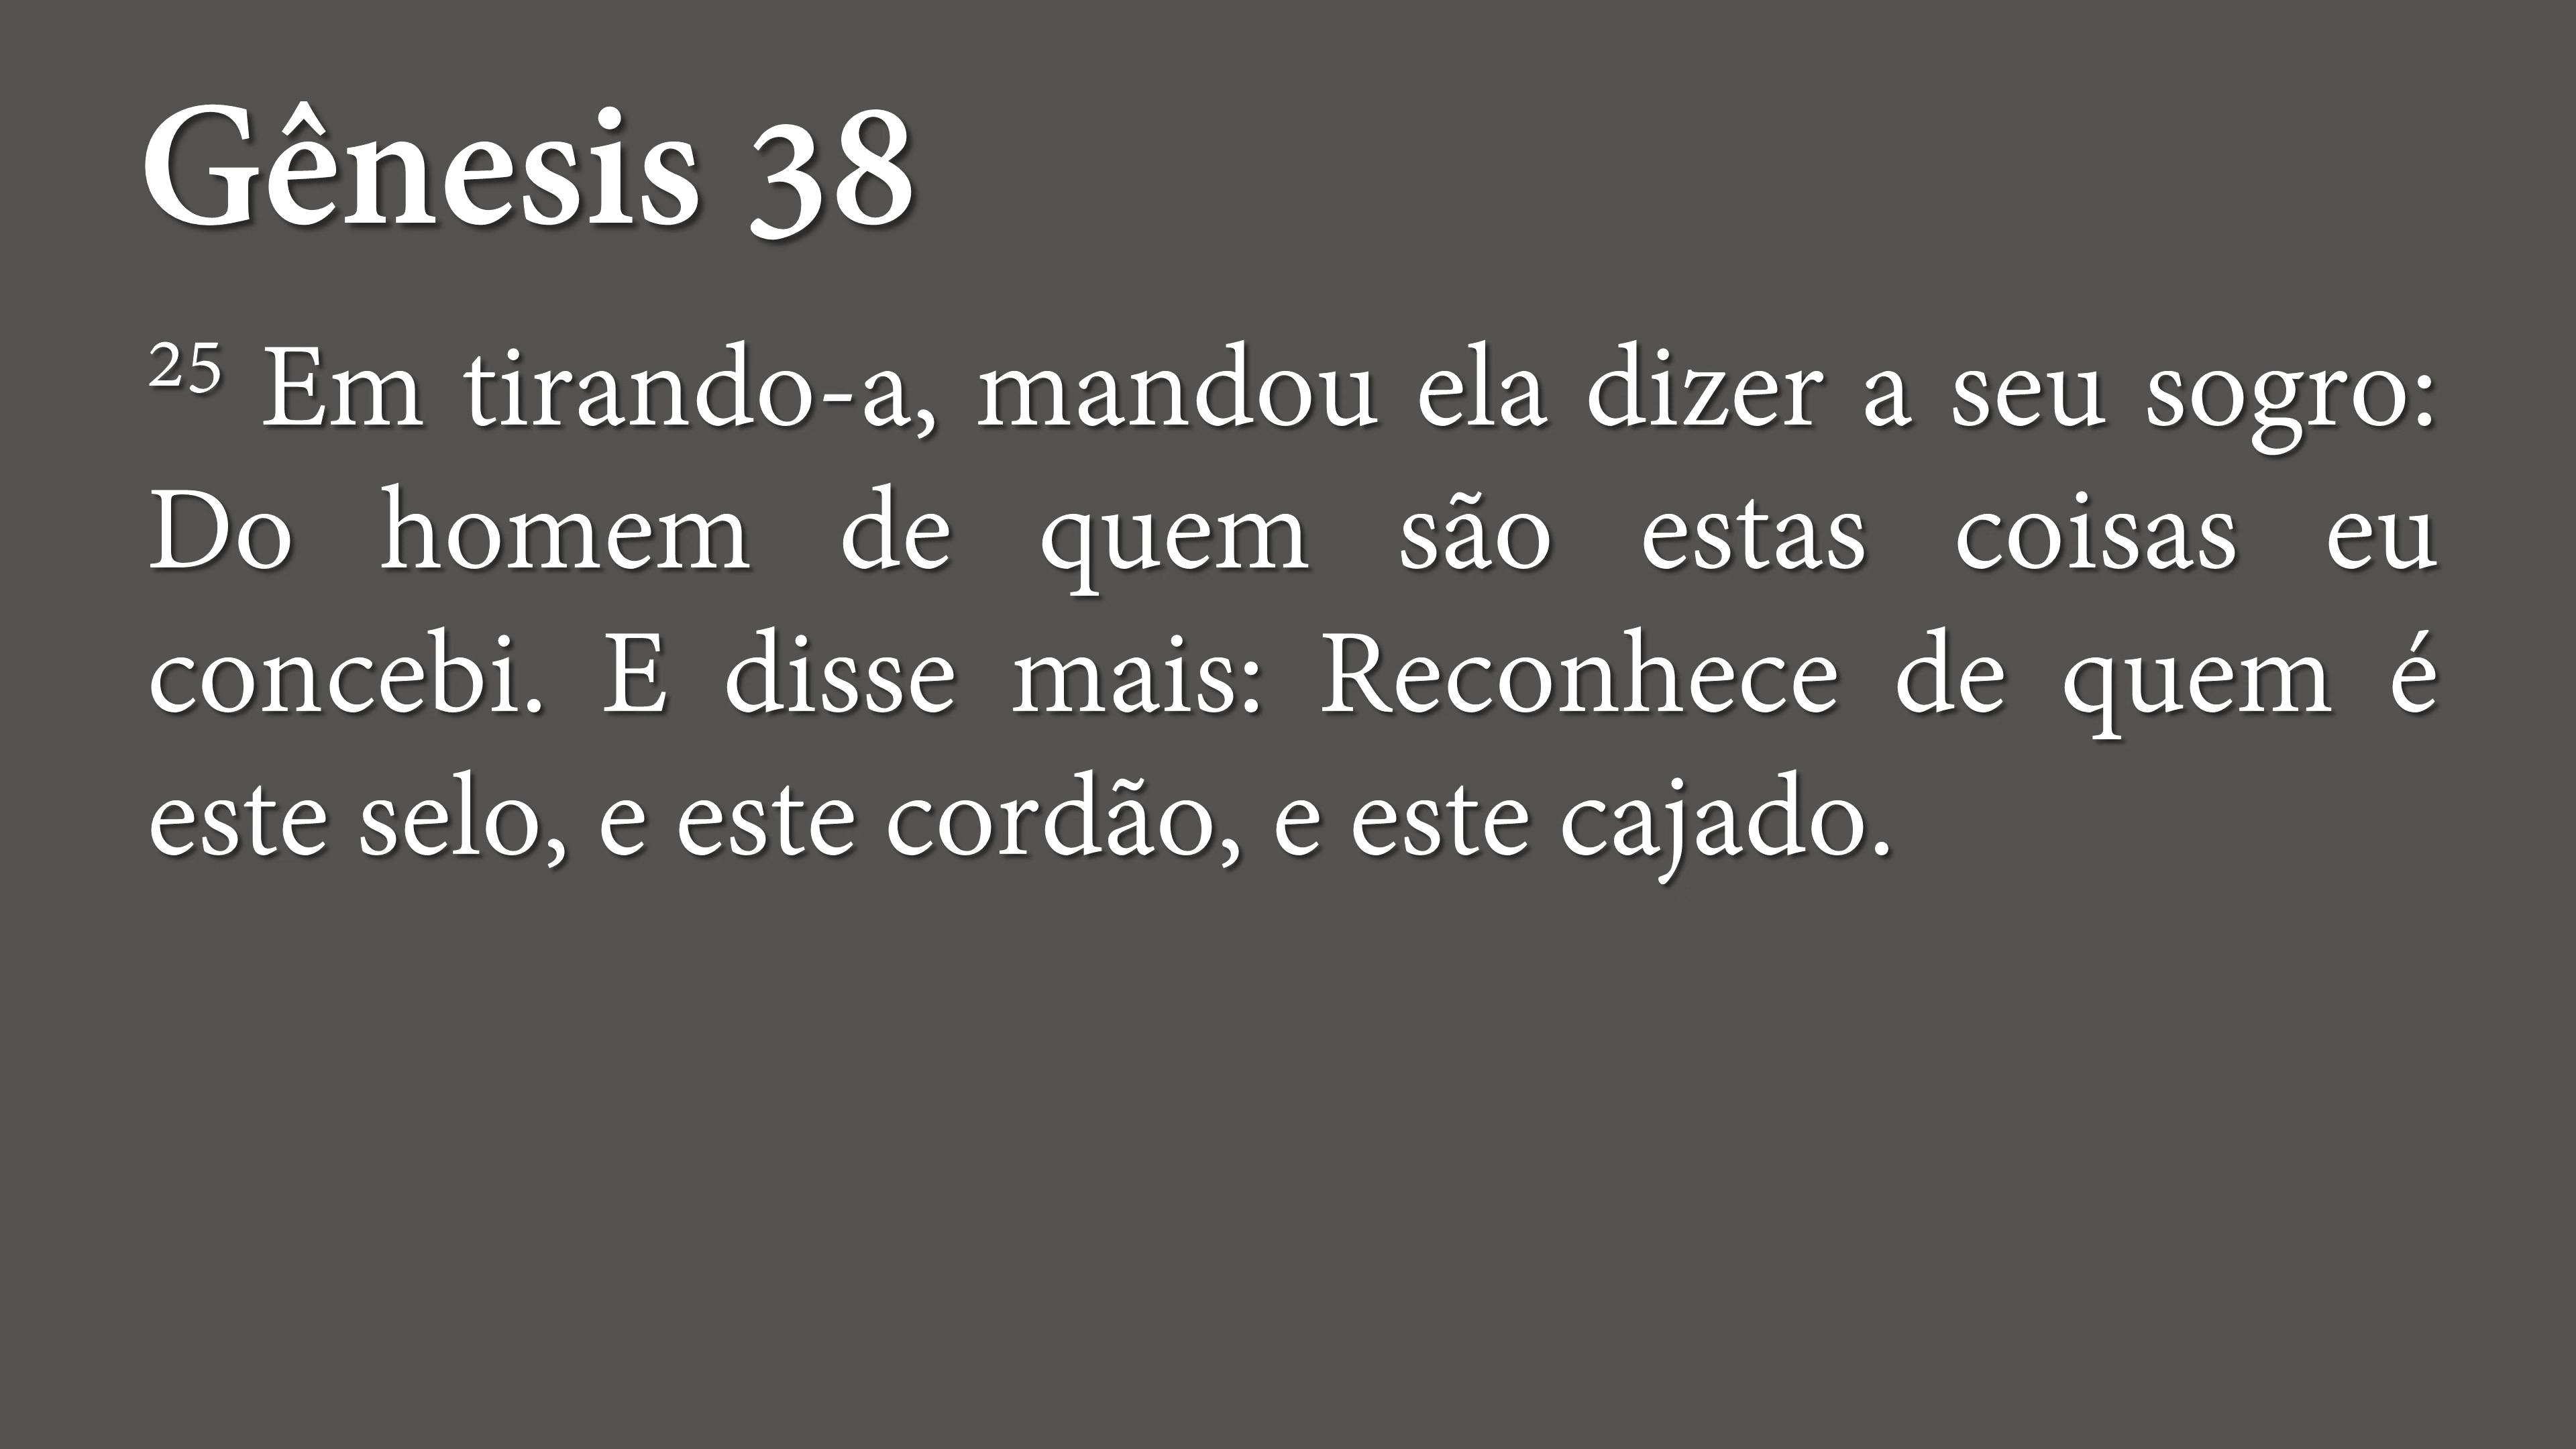 Gênesis 38
²⁵ Em tirando-a, mandou ela dizer a seu sogro:
Do homem de quem são estas coisas eu
concebi. E disse mais: Reconhece de quem é
este selo, e este cordão, e este cajado.